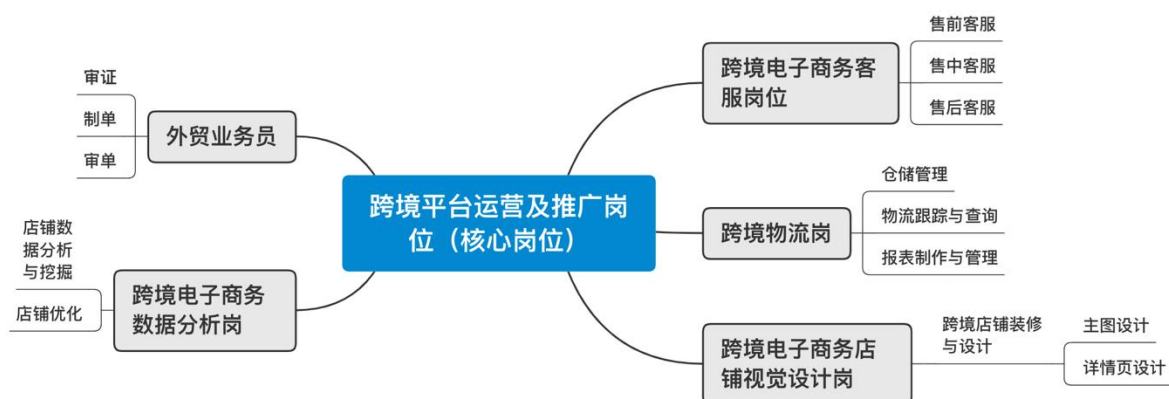 审证
制单
审单
外贸业务员
店铺数
据分析
与挖掘
店铺优化
跨境电子商务
数据分析岗
跨境平台运营及推广岗
位（核心岗位）
跨境电子商务客
服岗位
售前客服
售中客服
售后客服
跨境物流岗
仓储管理
物流跟踪与查询
报表制作与管理
跨境电子商务店
铺视觉设计岗
跨境店铺装修
与设计
主图设计
详情页设计